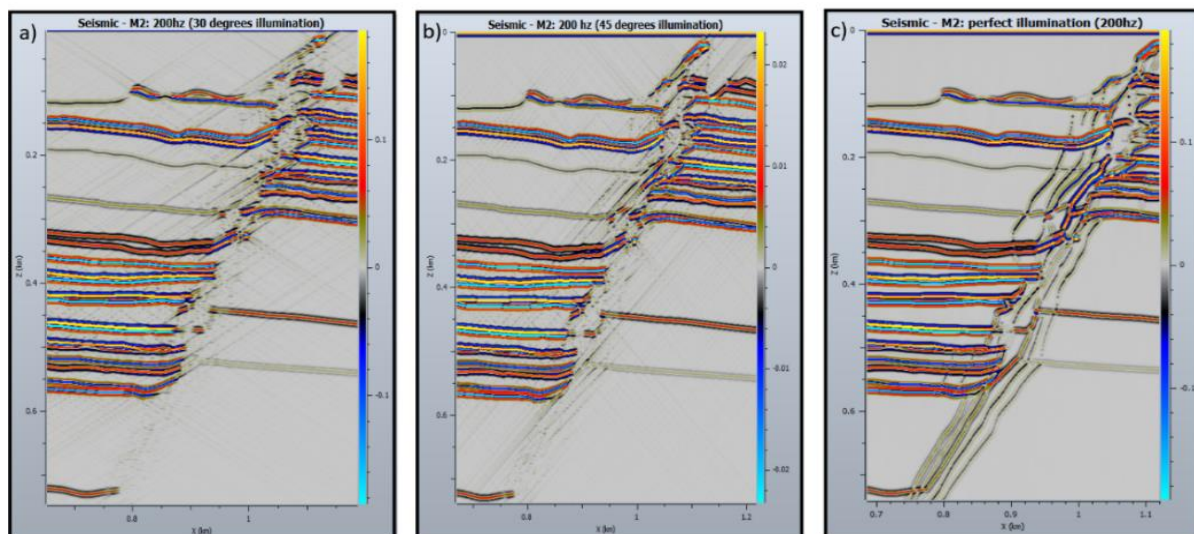 a)
Seismic - M2: 200hz (30 degrees illumination)
0.2
0.4
0.6
Z (km)
0.8
1
X (km)
0.1
0
-0.1
b)
Seismic - M2: 200 hz (45 degrees illumination)
0
0.2
0.4
0.6
Z (km)
0.8
1
1.2
X (km)
0.02
0.01
0
-0.01
-0.02
c)
Seismic - M2: perfect illumination (200hz)
0
0.2
0.4
0.6
Z (km)
0.7
0.8
0.9
1
1.1
X (km)
0.1
0
-0.1